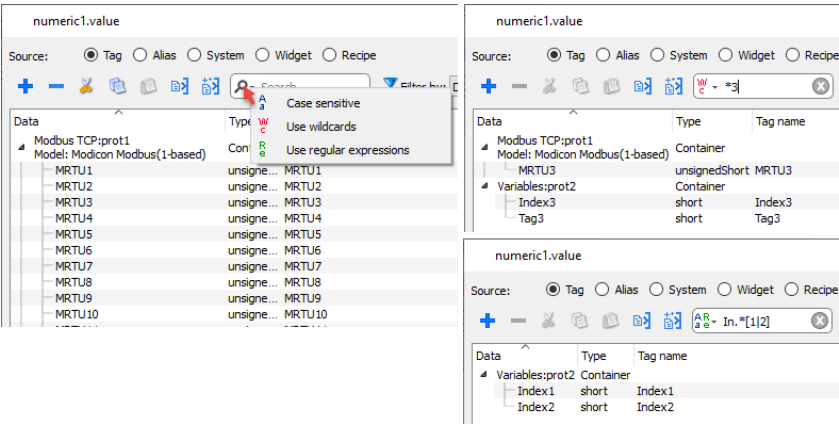 numeric1.value
Source: Tag Alias System Widget Recipe
Search Filter by:
Case sensitive
Use wildcards
Use regular expressions
Data Type
Modbus TCP:prot1
Model: Modicon Modbus(1-based)
MRTU1 unsigne... MRTU1
MRTU2 unsigne... MRTU2
MRTU3 unsigne... MRTU3
MRTU4 unsigne... MRTU4
MRTU5 unsigne... MRTU5
MRTU6 unsigne... MRTU6
MRTU7 unsigne... MRTU7
MRTU8 unsigne... MRTU8
MRTU9 unsigne... MRTU9
MRTU10 unsigne... MRTU10
numeric1.value
Source: Tag Alias System Widget Recipe
*3
Data Type Tag name
Modbus TCP:prot1
Model: Modicon Modbus(1-based) Container
MRTU3 unsignedShort MRTU3
Variables:prot2 Container
Index3 short Index3
Tag3 short Tag3
numeric1.value
Source: Tag Alias System Widget Recipe
In.*[1|2]
Data Type Tag name
Variables:prot2 Container
Index1 short Index1
Index2 short Index2